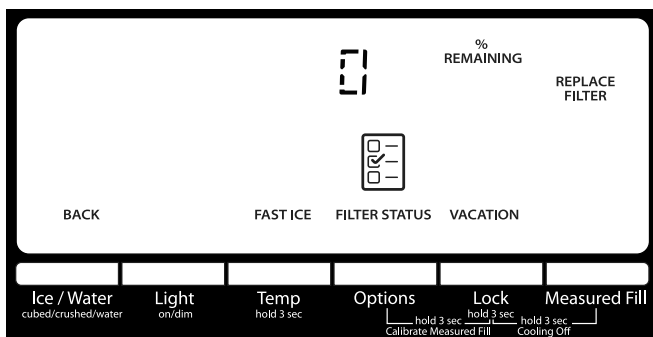 0
%
REMAINING
REPLACE
FILTER
BACK
FAST ICE
FILTER STATUS
VACATION
Ice / Water
cubed/crushed/water
Light
on/dim
Temp
hold 3 sec
Options
Lock
hold 3 sec
Measured Fill
hold 3 sec
Calibrate Measured Fill
hold 3 sec
Cooling Off